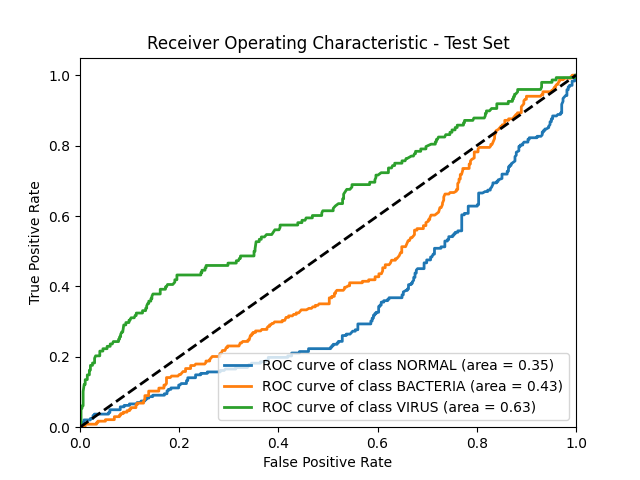 Receiver Operating Characteristic - Test Set
True Positive Rate
1.0
0.8
0.6
0.4
0.2
0.0
ROC curve of class NORMAL (area = 0.35)
ROC curve of class BACTERIA (area = 0.43)
ROC curve of class VIRUS (area = 0.63)
0.0 0.2 0.4 0.6 0.8 1.0
False Positive Rate